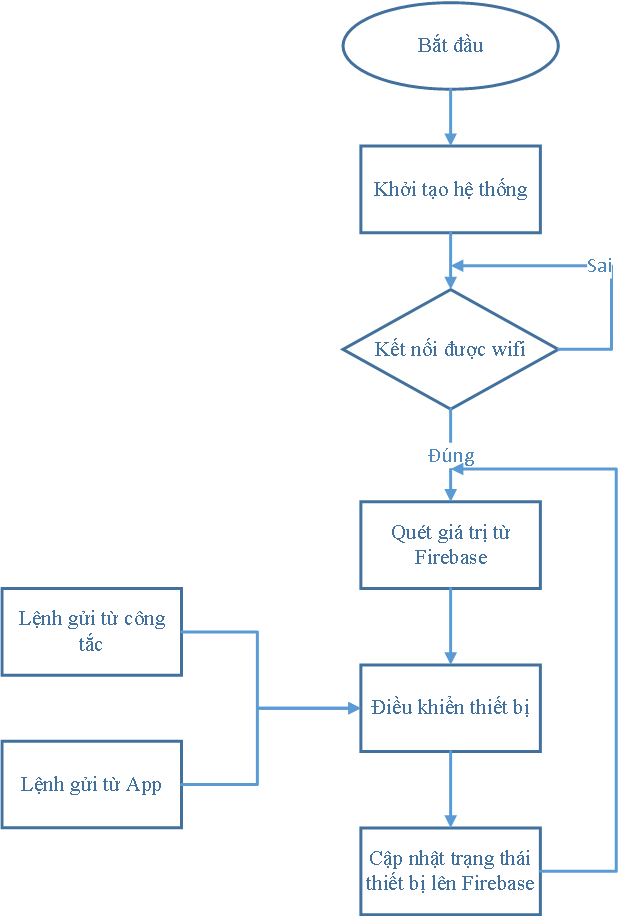 Bắt đầu
Khởi tạo hệ thống
Sai
Kết nối được wifi
Đúng
Quét giá trị từ
Firebase
Lệnh gửi từ công
tắc
Điều khiển thiết bị
Lệnh gửi từ App
Cập nhật trạng thái
thiết bị lên Firebase